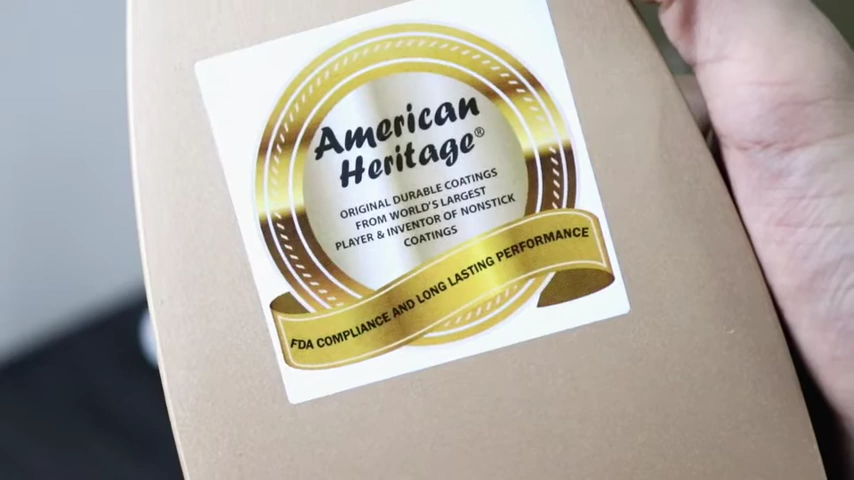 American
Heritage®
ORIGINAL DURABLE COATINGS
FROM WORLD'S LARGEST
PLAYER & INVENTOR OF NONSTICK
COATINGS
FDA COMPLIANCE AND LONG LASTING PERFORMANCE